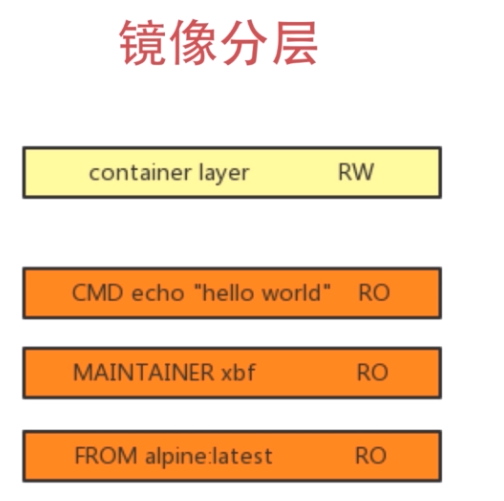 镜像分层
container layer RW
CMD echo "hello world" RO
MAINTAINER xbf RO
FROM alpine:latest RO